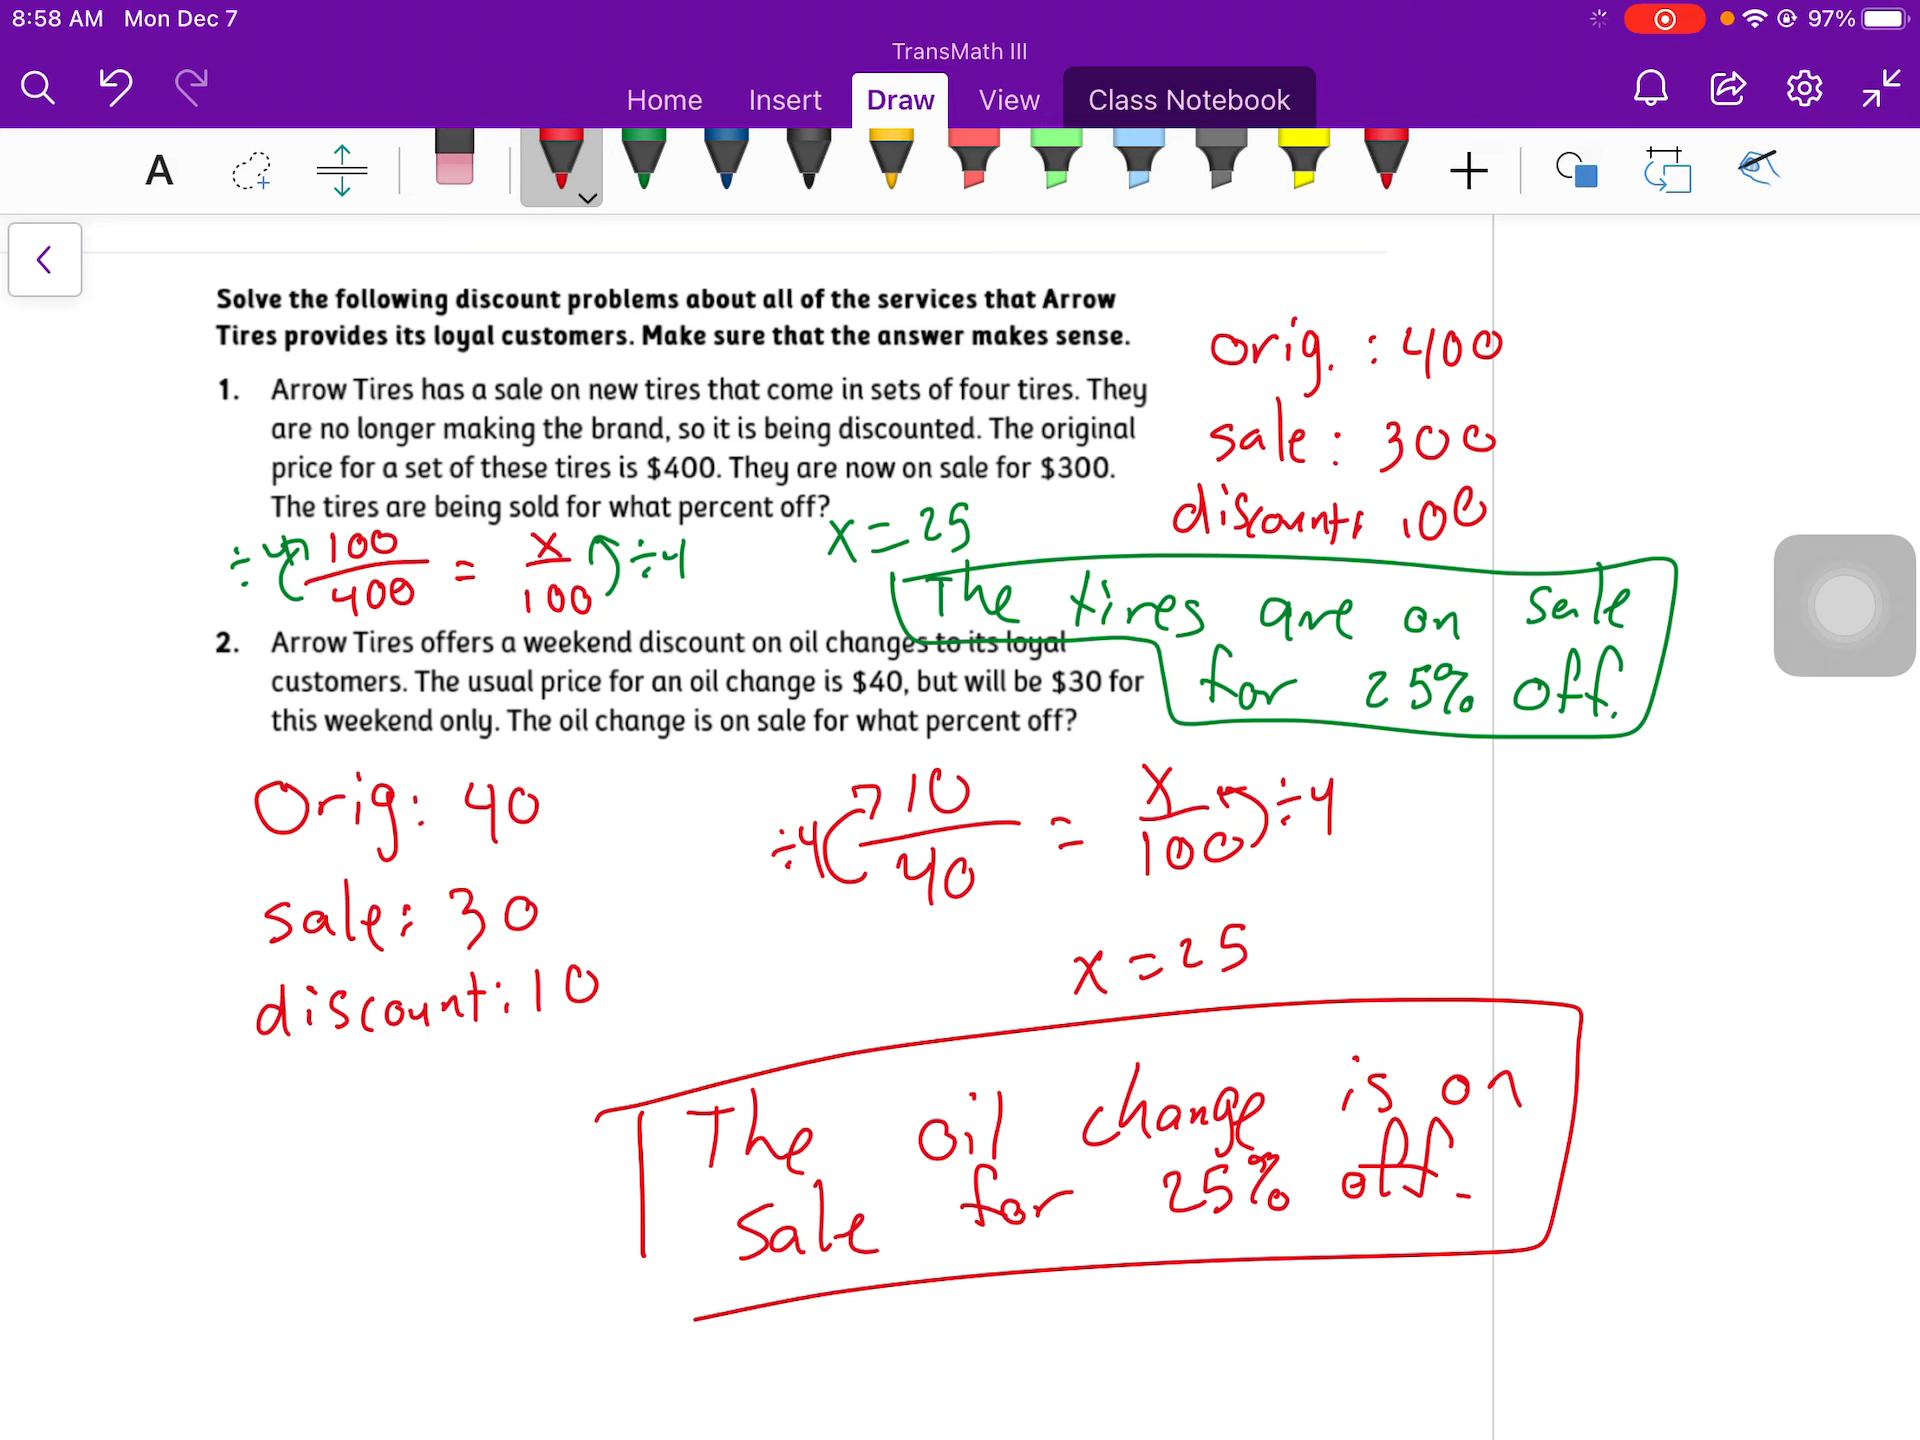 8:58 AM Mon Dec 7
97%
TransMath III
Home Insert Draw View Class Notebook
A
Solve the following discount problems about all of the services that Arrow
Tires provides its loyal customers. Make sure that the answer makes sense.
1. Arrow Tires has a sale on new tires that come in sets of four tires. They
are no longer making the brand, so it is being discounted. The original
price for a set of these tires is $400. They are now on sale for $300.
The tires are being sold for what percent off?
orig. : 400
sale: 300
discount: 100
÷4 100/400 = x/100 ÷4
x = 25
The tires are on sale
for 25% off.
2. Arrow Tires offers a weekend discount on oil changes to its loyal
customers. The usual price for an oil change is $40, but will be $30 for
this weekend only. The oil change is on sale for what percent off?
Orig: 40
sale: 30
discount: 10
÷4 10/40 = x/100 ÷4
x = 25
The oil change is on
sale for 25% off.